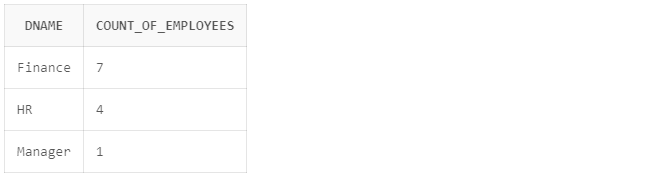 DNAME COUNT_OF_EMPLOYEES
Finance 7
HR 4
Manager 1